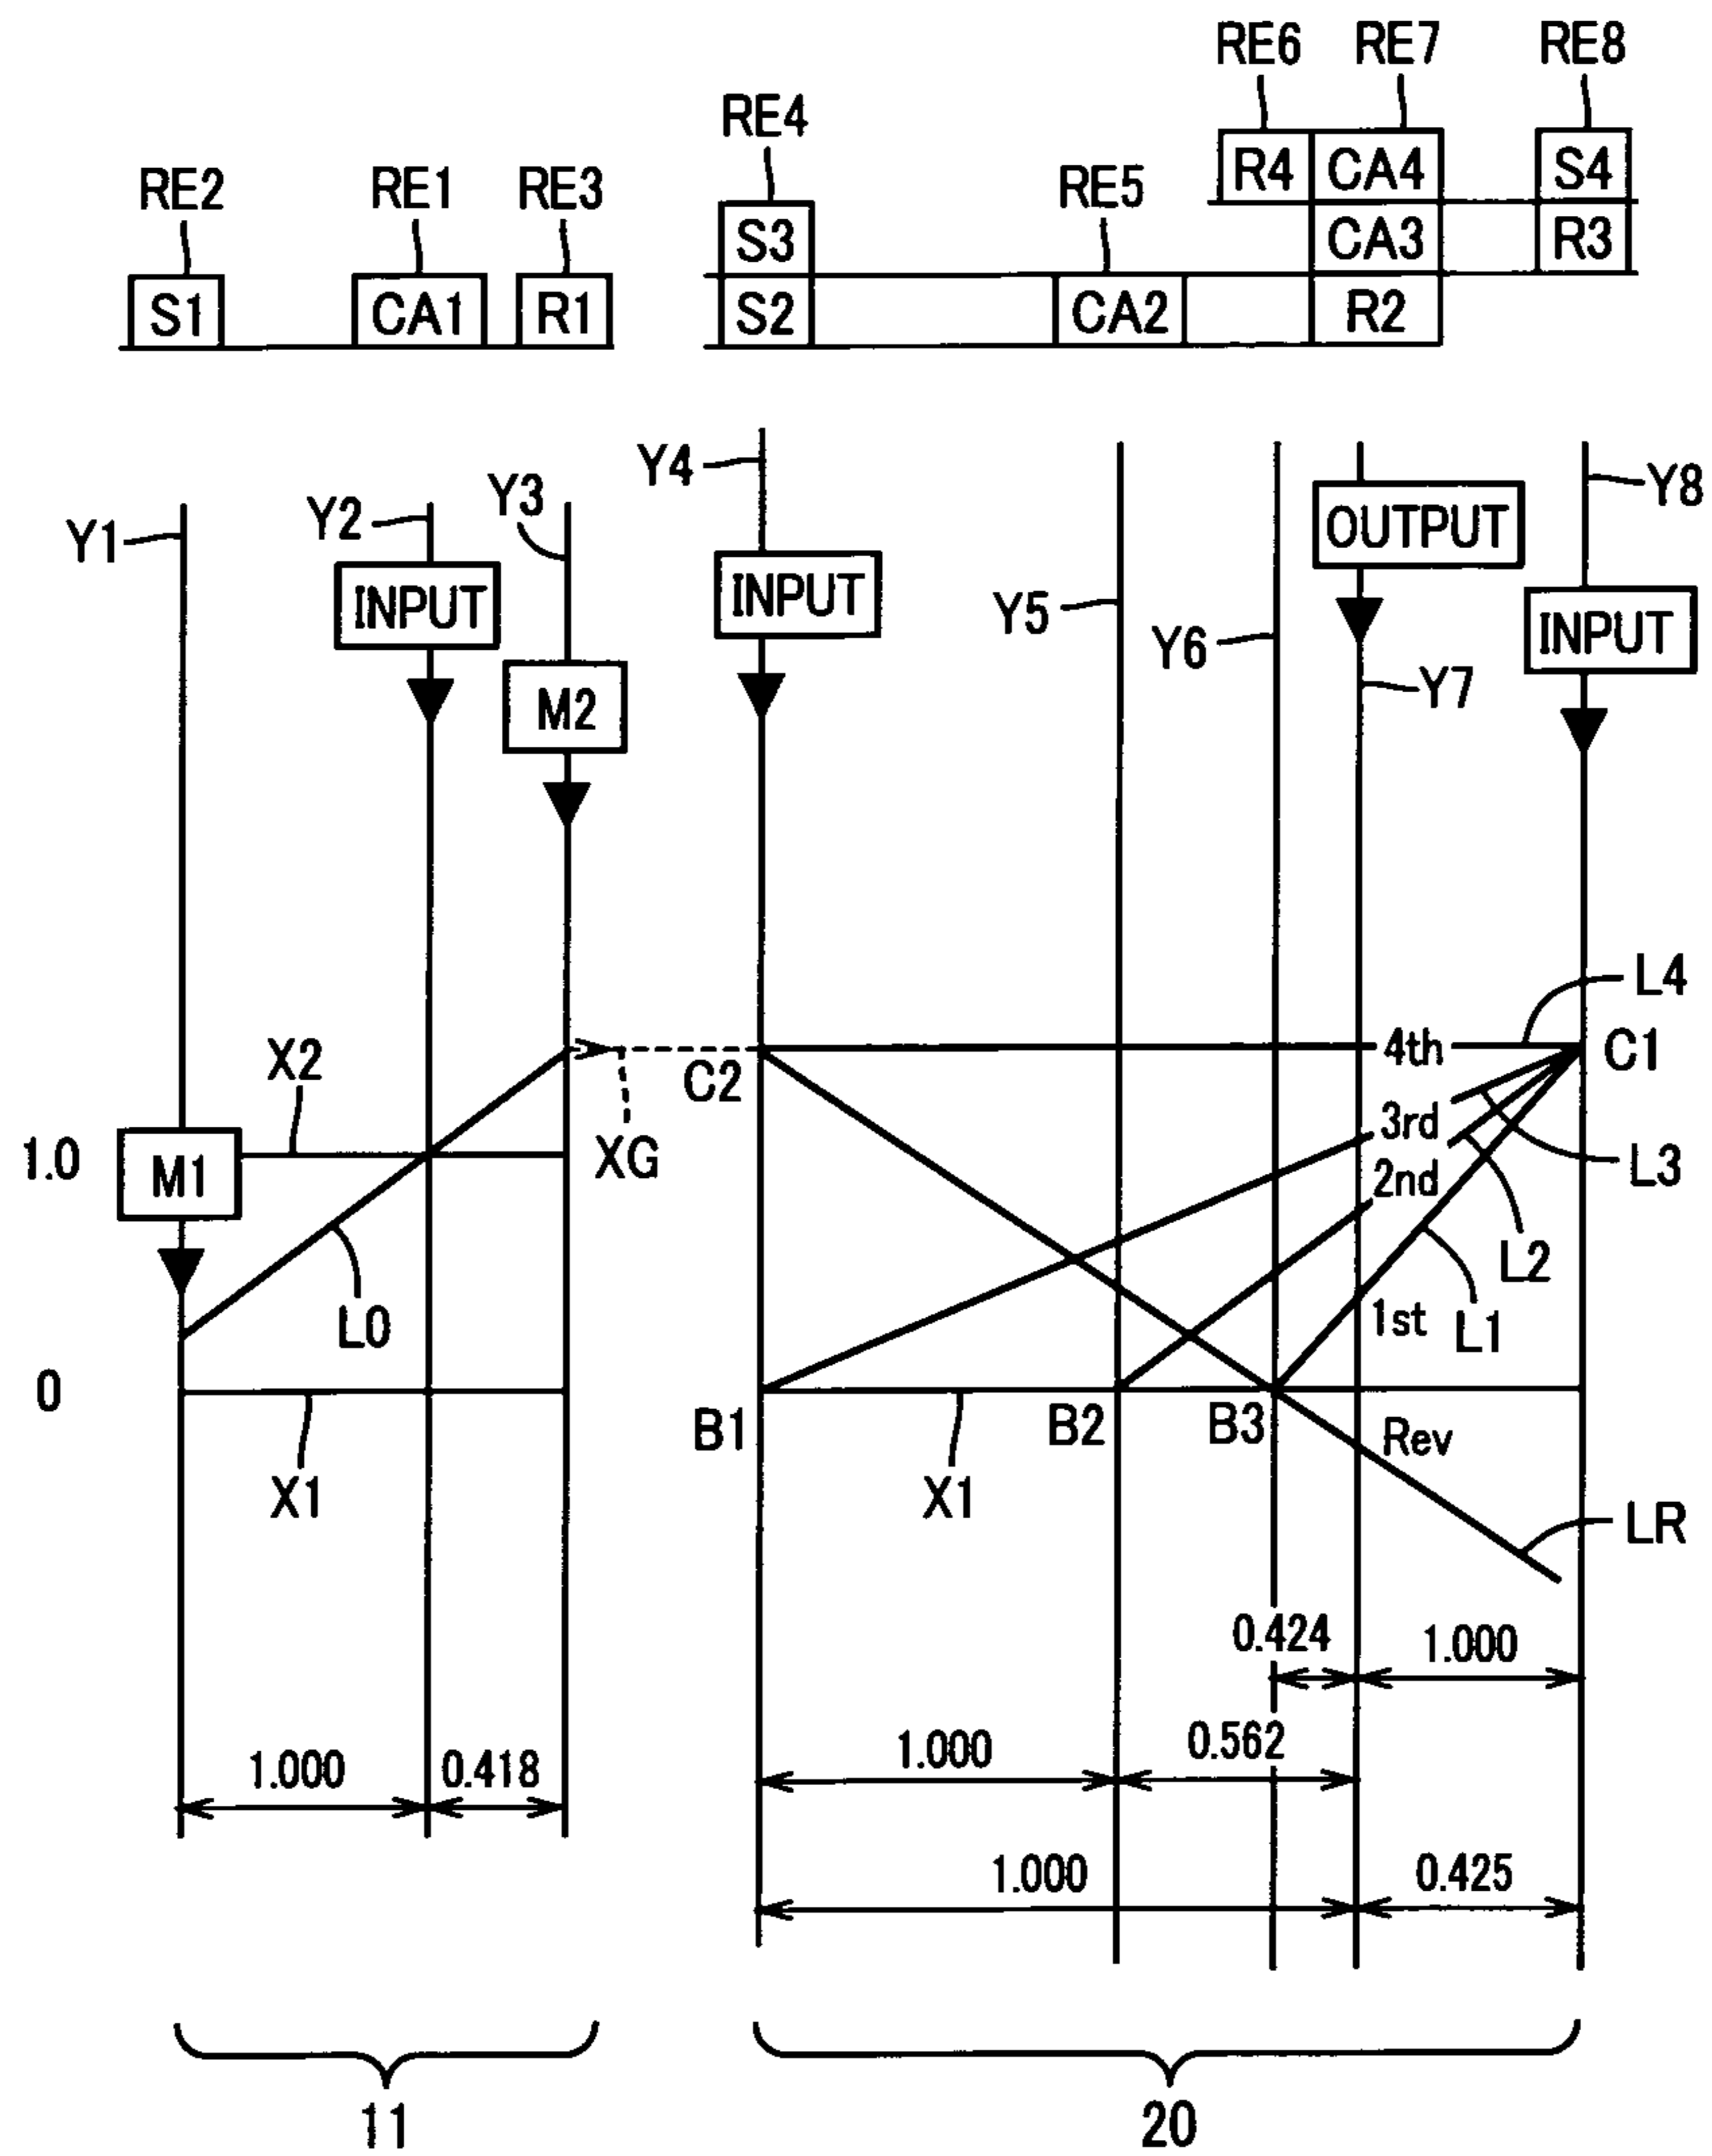 RE6 RE7 RE8
RE4
R4 CA4 S4
RE2 RE1 RE3 RE5
S3 CA3 R3
S1 CA1 R1 S2 CA2 R2
Y4 Y8
Y1 Y2 Y3 OUTPUT
INPUT INPUT Y5 Y6 INPUT
M2 Y7
L4
X2 C2 4th C1
3rd
1.0 M1 XG 2nd L3
L2
L0 1st L1
0
B1 B2 B3 Rev
X1 X1 LR
0.424 1.000
1.000 0.562
1.000 0.418
1.000 0.425
11 20